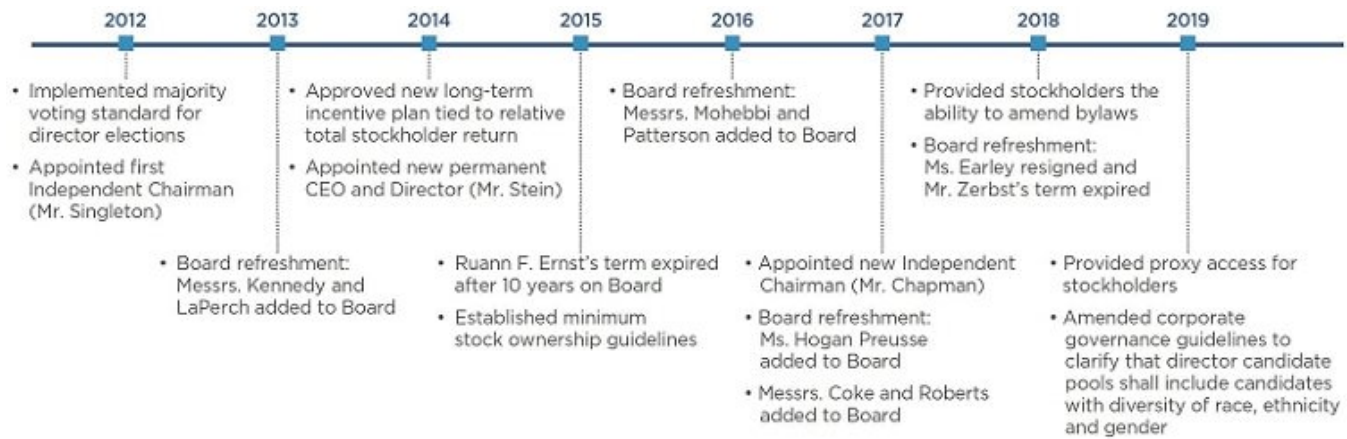 2012 2013 2014 2015 2016 2017 2018 2019
• Implemented majority
voting standard for
director elections
• Appointed first
Independent Chairman
(Mr. Singleton)
• Board refreshment:
Messrs. Kennedy and
LaPerch added to Board
• Approved new long-term
incentive plan tied to relative
total stockholder return
• Appointed new permanent
CEO and Director (Mr. Stein)
• Ruann F. Ernst’s term expired
after 10 years on Board
• Established minimum
stock ownership guidelines
• Board refreshment:
Messrs. Mohebbi and
Patterson added to Board
• Appointed new Independent
Chairman (Mr. Chapman)
• Board refreshment:
Ms. Hogan Preusse
added to Board
• Messrs. Coke and Roberts
added to Board
• Provided stockholders the
ability to amend bylaws
• Board refreshment:
Ms. Earley resigned and
Mr. Zerbst’s term expired
• Provided proxy access for
stockholders
• Amended corporate
governance guidelines to
clarify that director candidate
pools shall include candidates
with diversity of race, ethnicity
and gender